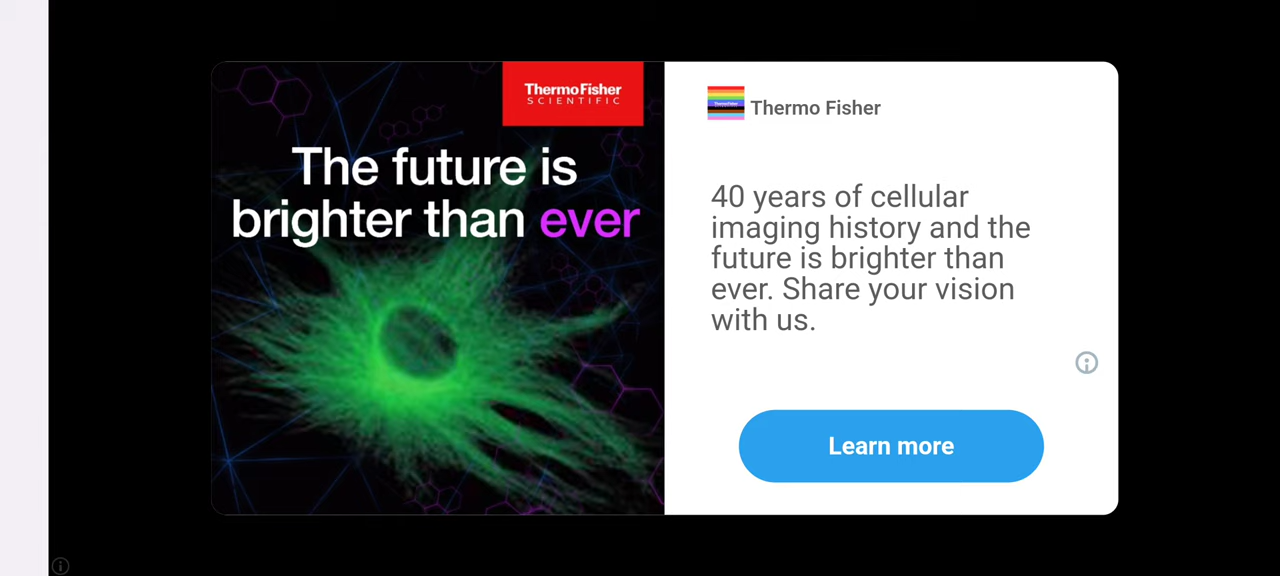 ThermoFisher
SCIENTIFIC
The future is
brighter than ever
Thermo Fisher
40 years of cellular
imaging history and the
future is brighter than
ever. Share your vision
with us.
Learn more